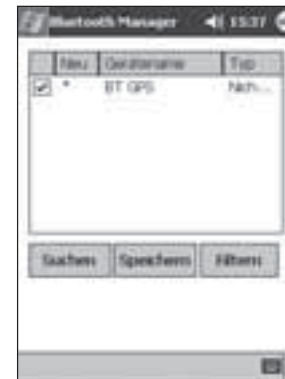 Bluetooth Manager 15:37
Neu Gerätename Typ
* BT GPS Nich...
Suchen Speichern Filtern